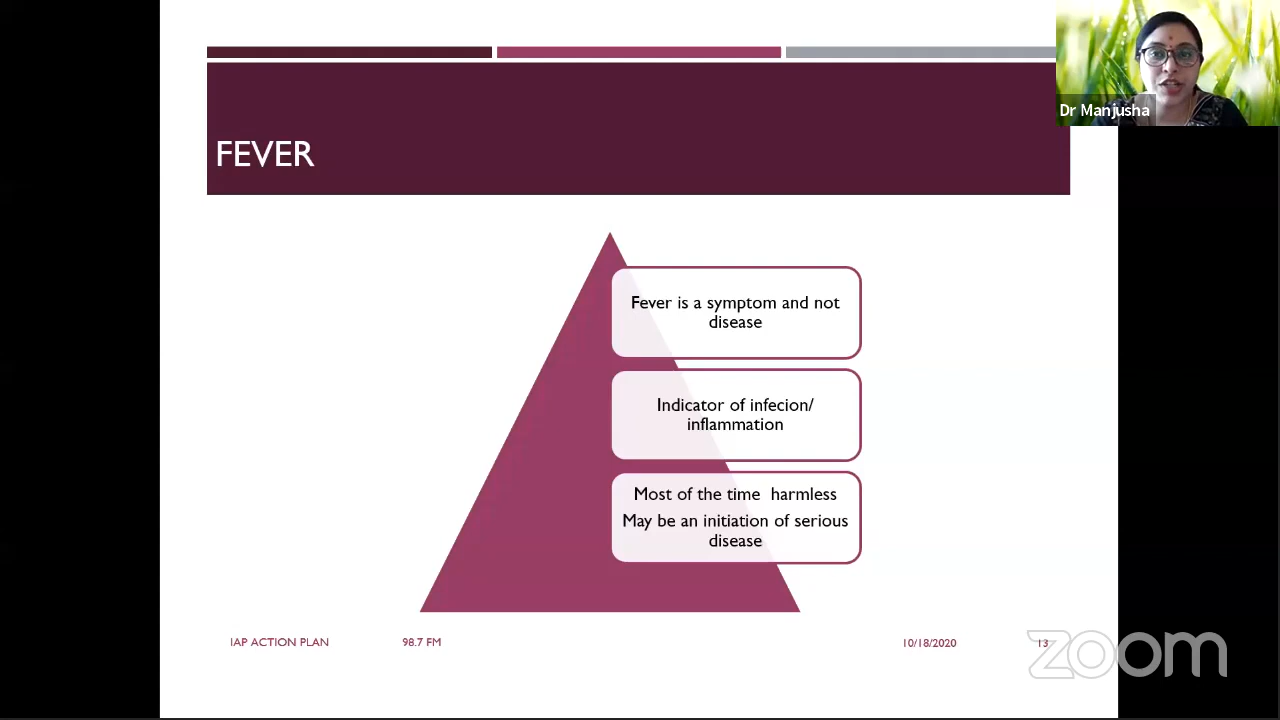 Dr Manjusha
FEVER
Fever is a symptom and not
disease
Indicator of infecion/
inflammation
Most of the time harmless
May be an initiation of serious
disease
IAP ACTION PLAN
98.7 FM
10/18/2020
13
zoom